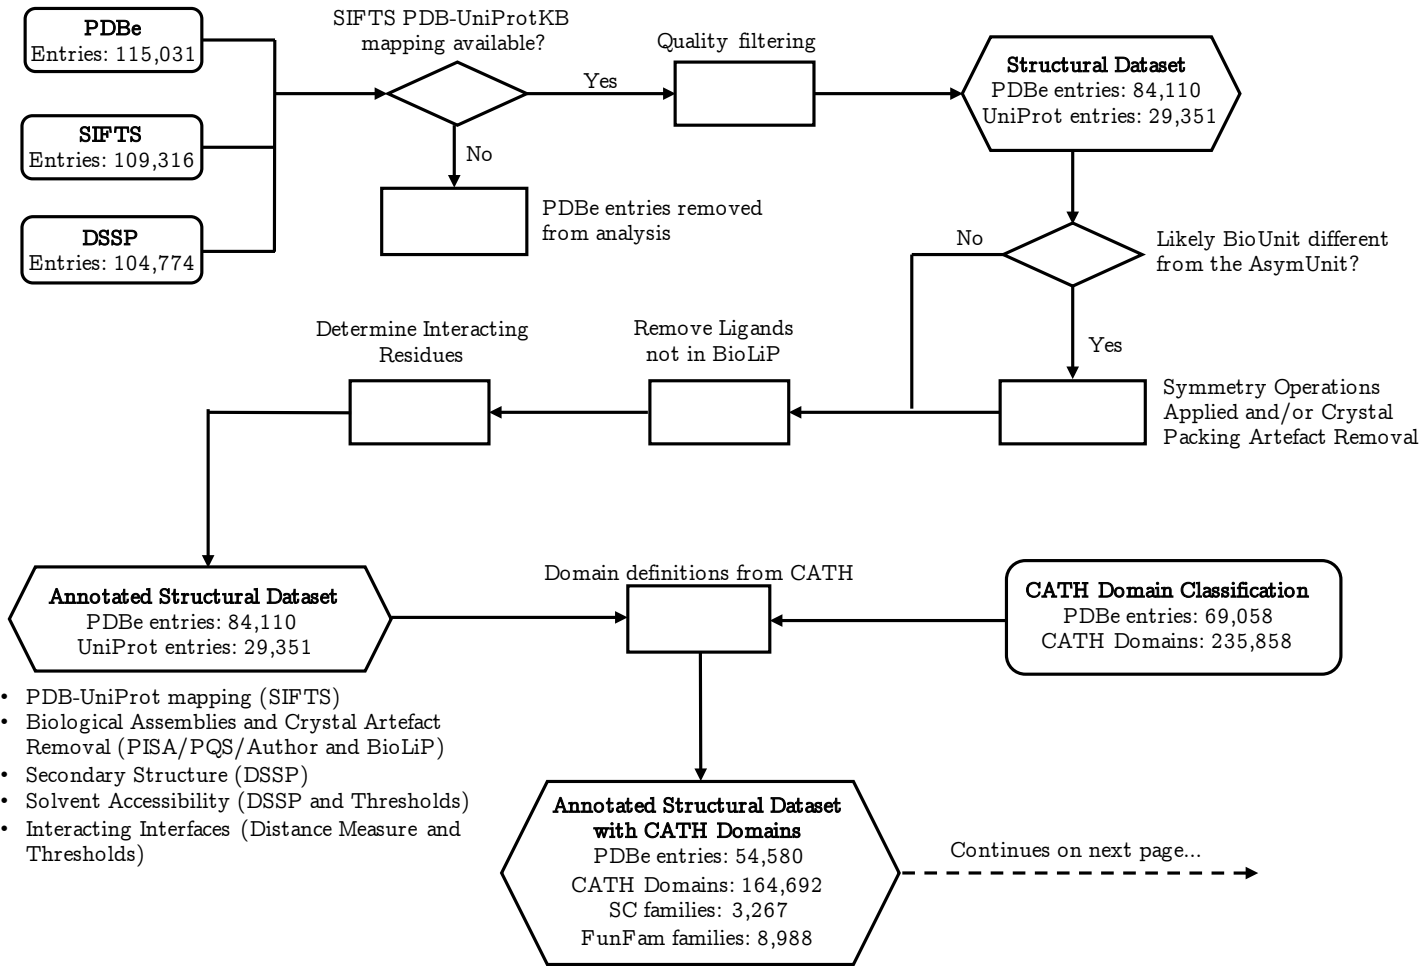 PDBe
Entries: 115,031
SIFTS
Entries: 109,316
DSSP
Entries: 104,774
SIFTS PDB-UniProtKB
mapping available?
Yes
No
PDBe entries removed
from analysis
Quality filtering
Structural Dataset
PDBe entries: 84,110
UniProt entries: 29,351
Likely BioUnit different
from the AsymUnit?
No
Yes
Symmetry Operations
Applied and/or Crystal
Packing Artefact Removal
Remove Ligands
not in BioLiP
Determine Interacting
Residues
Annotated Structural Dataset
PDBe entries: 84,110
UniProt entries: 29,351
• PDB-UniProt mapping (SIFTS)
• Biological Assemblies and Crystal Artefact
Removal (PISA/PQS/Author and BioLiP)
• Secondary Structure (DSSP)
• Solvent Accessibility (DSSP and Thresholds)
• Interacting Interfaces (Distance Measure and
Thresholds)
Domain definitions from CATH
CATH Domain Classification
PDBe entries: 69,058
CATH Domains: 235,858
Annotated Structural Dataset
with CATH Domains
PDBe entries: 54,580
CATH Domains: 164,692
SC families: 3,267
FunFam families: 8,988
Continues on next page...